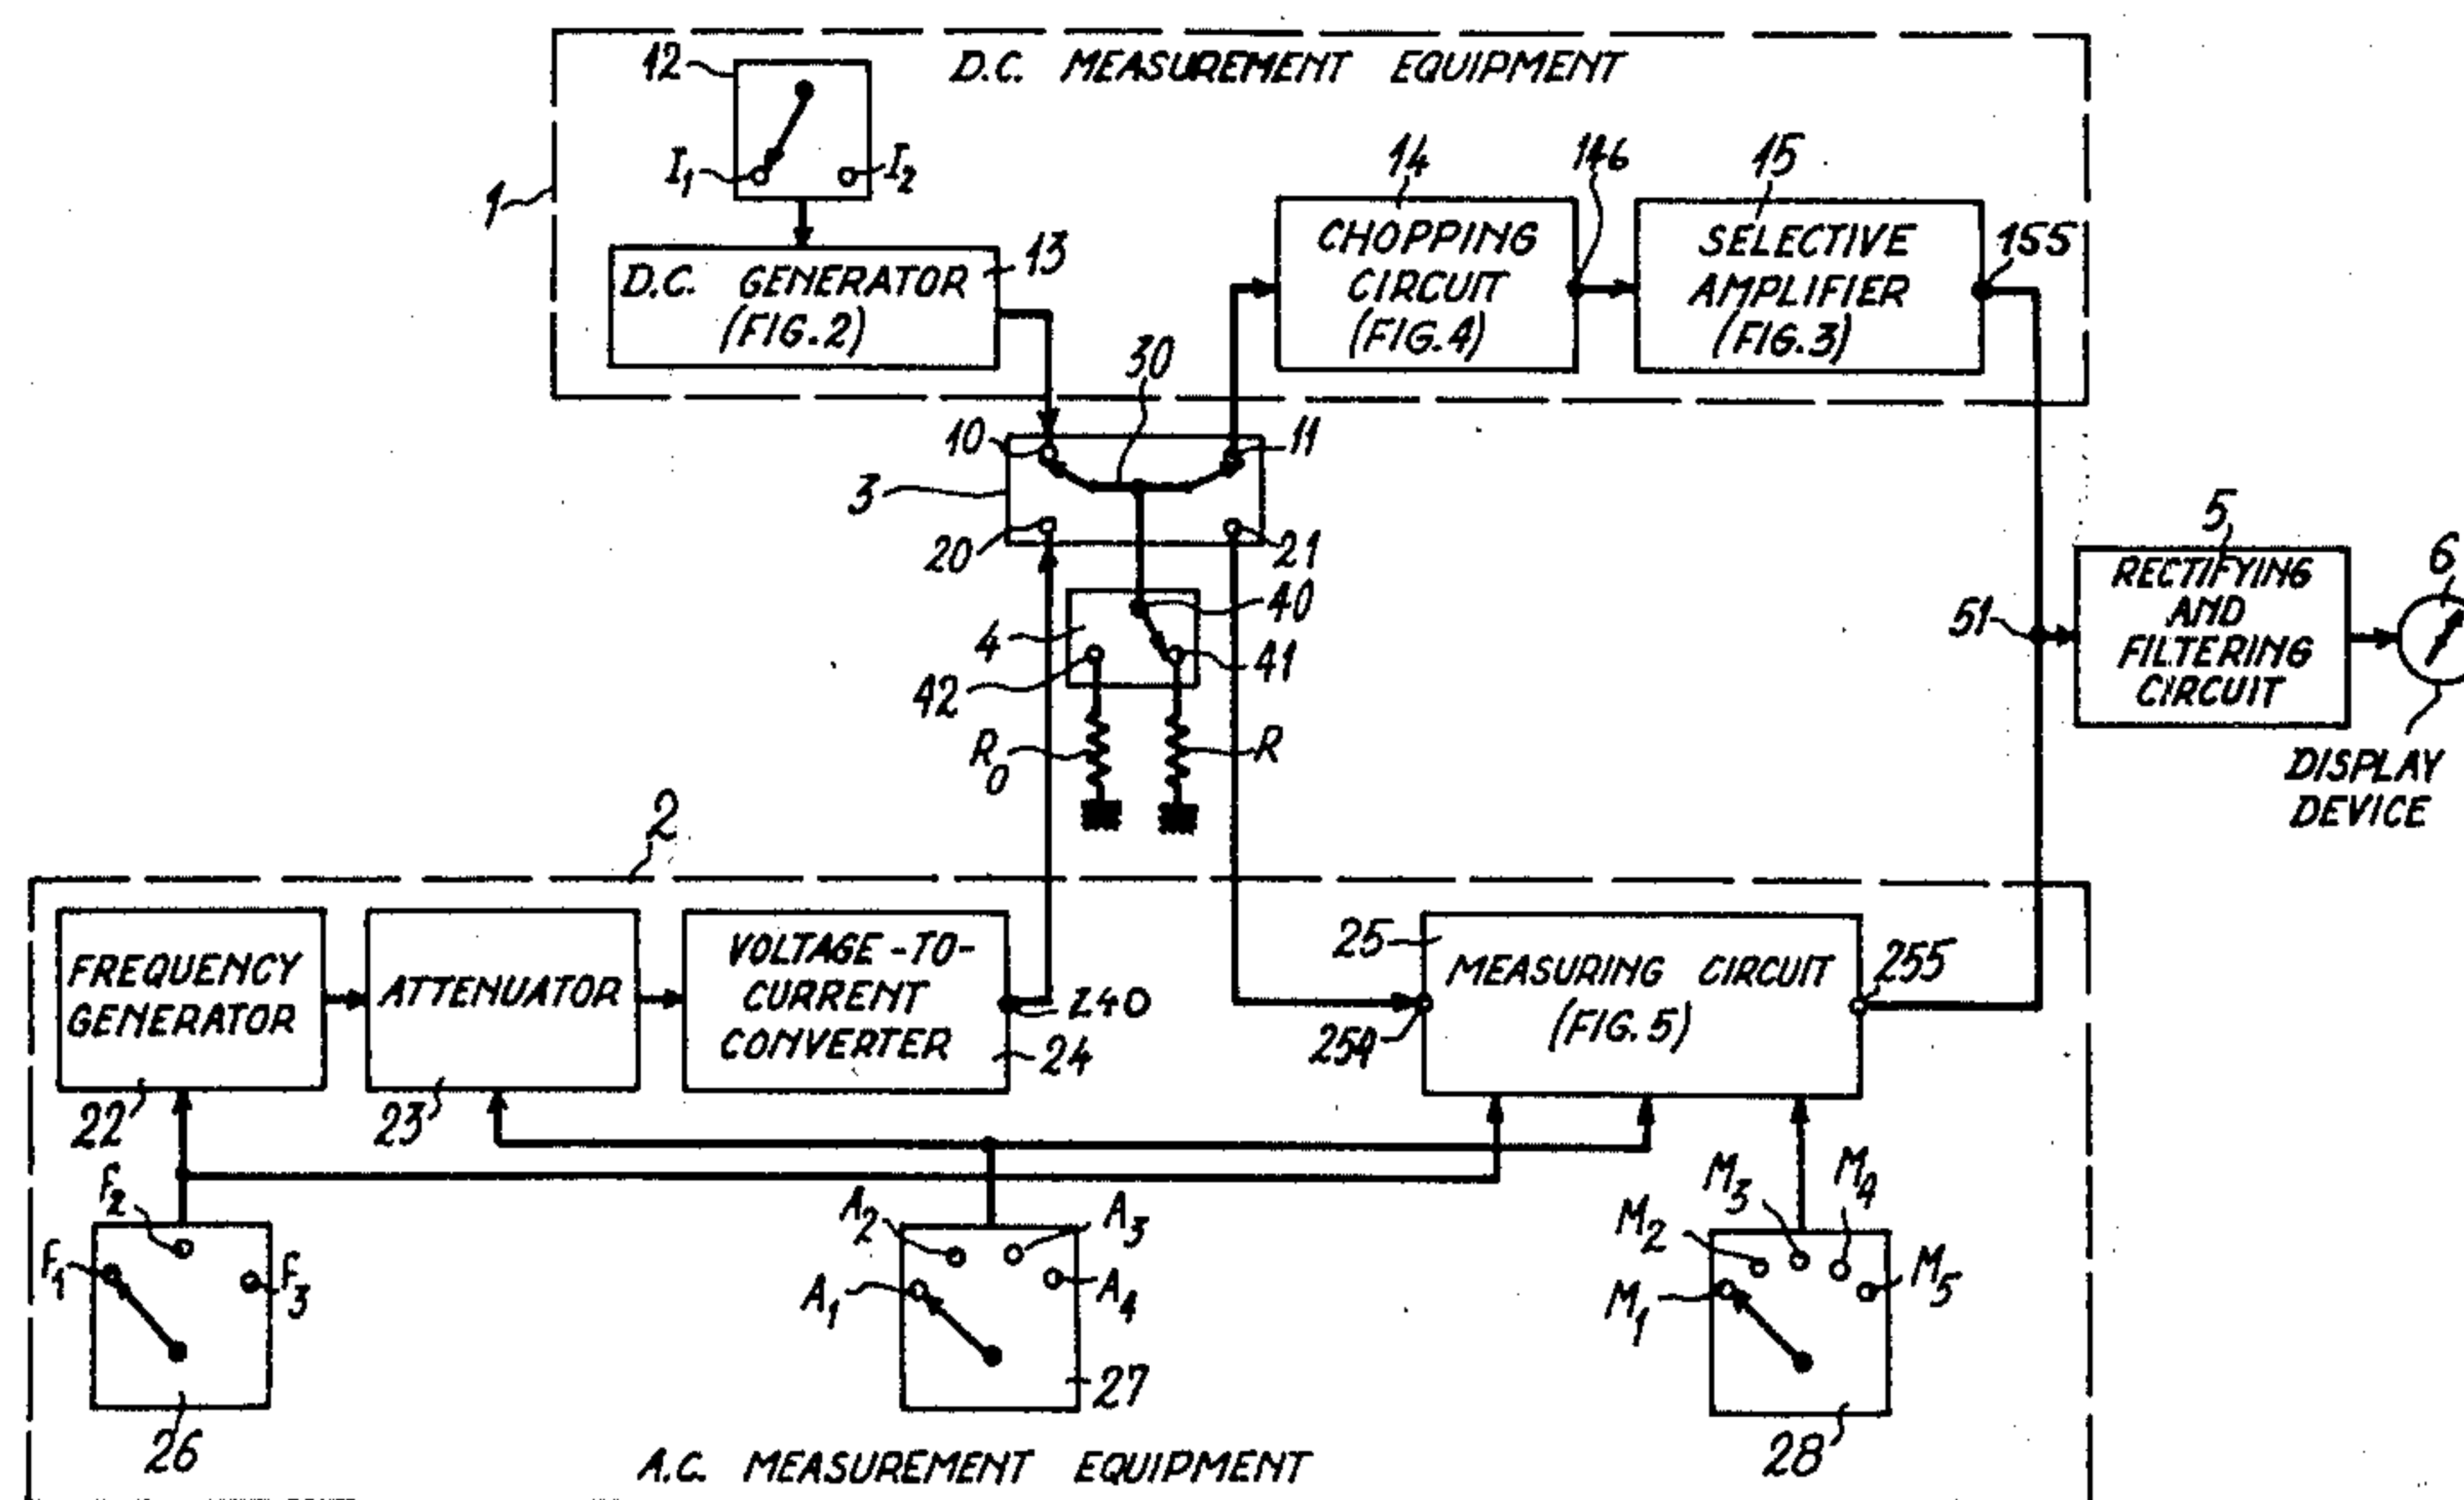 12
D.C. MEASUREMENT EQUIPMENT
I1
I2
1
14
146
15
13
D.C. GENERATOR
(FIG.2)
CHOPPING
CIRCUIT
(FIG.4)
SELECTIVE
AMPLIFIER
(FIG.3)
155
30
10
11
3
20
21
40
4
41
42
R0
R
5
RECTIFYING
AND
FILTERING
CIRCUIT
51
6
DISPLAY
DEVICE
2
FREQUENCY
GENERATOR
ATTENUATOR
VOLTAGE-TO-
CURRENT
CONVERTER
240
24
25
MEASURING CIRCUIT
(FIG.5)
255
254
22
23
F2
F1
F3
26
A2
A3
A1
A4
27
M3
M4
M2
M5
M1
28
A.C. MEASUREMENT EQUIPMENT